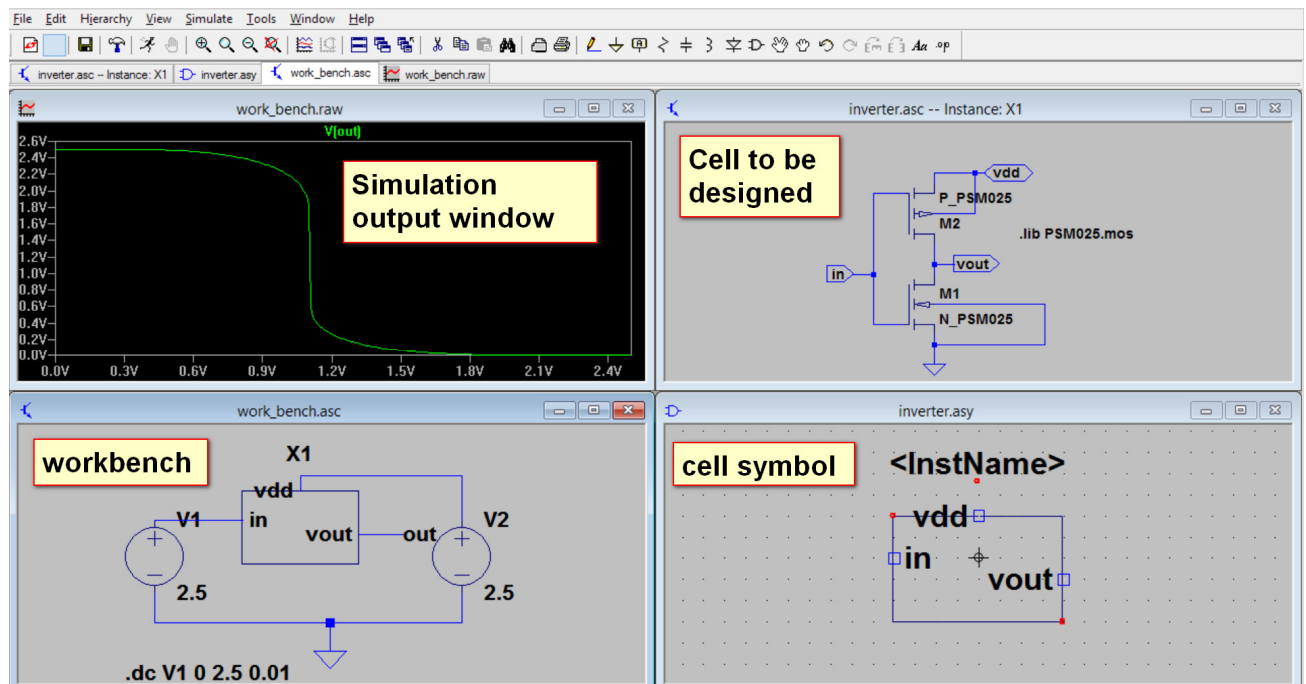 File Edit Hierarchy View Simulate Tools Window Help
Aa .op
inverter.asc -- Instance: X1 inverter.asy work_bench.asc work_bench.raw
work_bench.raw
V(out)
2.6V
2.4V
2.2V
2.0V
1.8V
1.6V
1.4V
1.2V
1.0V
0.8V
0.6V
0.4V
0.2V
0.0V
0.0V 0.3V 0.6V 0.9V 1.2V 1.5V 1.8V 2.1V 2.4V
Simulation
output window
inverter.asc -- Instance: X1
Cell to be
designed
vdd
P_PSM025
M2
.lib PSM025.mos
vout
in
M1
N_PSM025
work_bench.asc
workbench
X1
vdd
V1 in
vout out V2
2.5 2.5
.dc V1 0 2.5 0.01
inverter.asy
cell symbol
<InstName>
vdd
in
vout